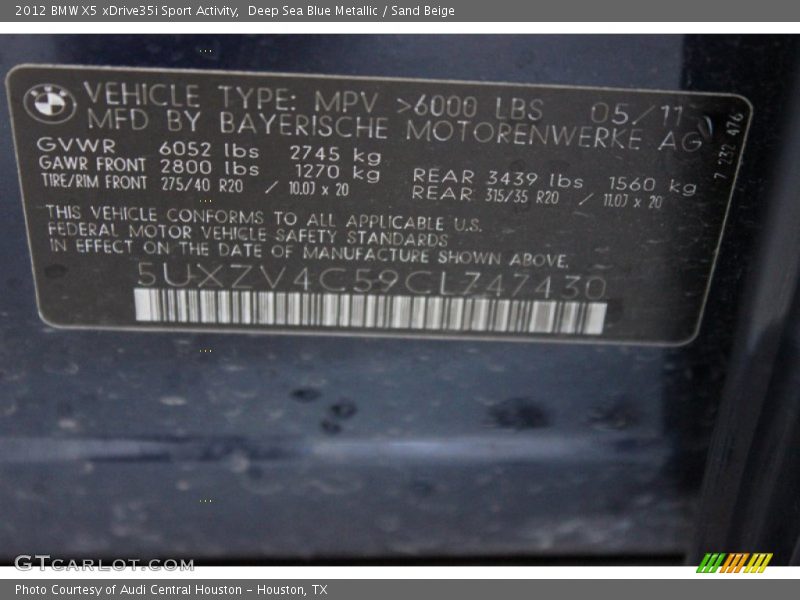 2012 BMW X5 xDrive35i Sport Activity,  Deep Sea Blue Metallic / Sand Beige
VEHICLE TYPE: MPV >6000 LBS 05/11
MFD BY BAYERISCHE MOTORENWERKE AG
7 232 476
GVWR 6052 lbs 2745 kg
GAWR FRONT 2800 lbs 1270 kg REAR 3439 lbs 1560 kg
TIRE/RIM FRONT 275/40 R20 / 10.0J x 20 REAR 315/35 R20 / 11.0J x 20
THIS VEHICLE CONFORMS TO ALL APPLICABLE U.S.
FEDERAL MOTOR VEHICLE SAFETY STANDARDS
IN EFFECT ON THE DATE OF MANUFACTURE SHOWN ABOVE.
5UXZV4C59CL747430
GTCARLOT.COM
Photo Courtesy of Audi Central Houston - Houston, TX